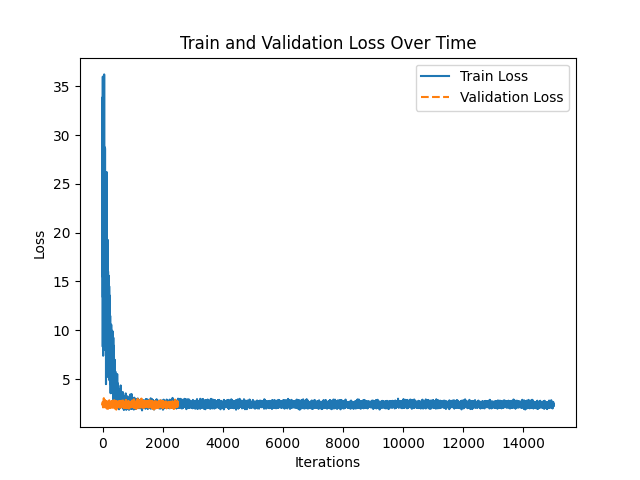 Train and Validation Loss Over Time
Train Loss
Validation Loss
35
30
25
20
15
10
5
Loss
0 2000 4000 6000 8000 10000 12000 14000
Iterations